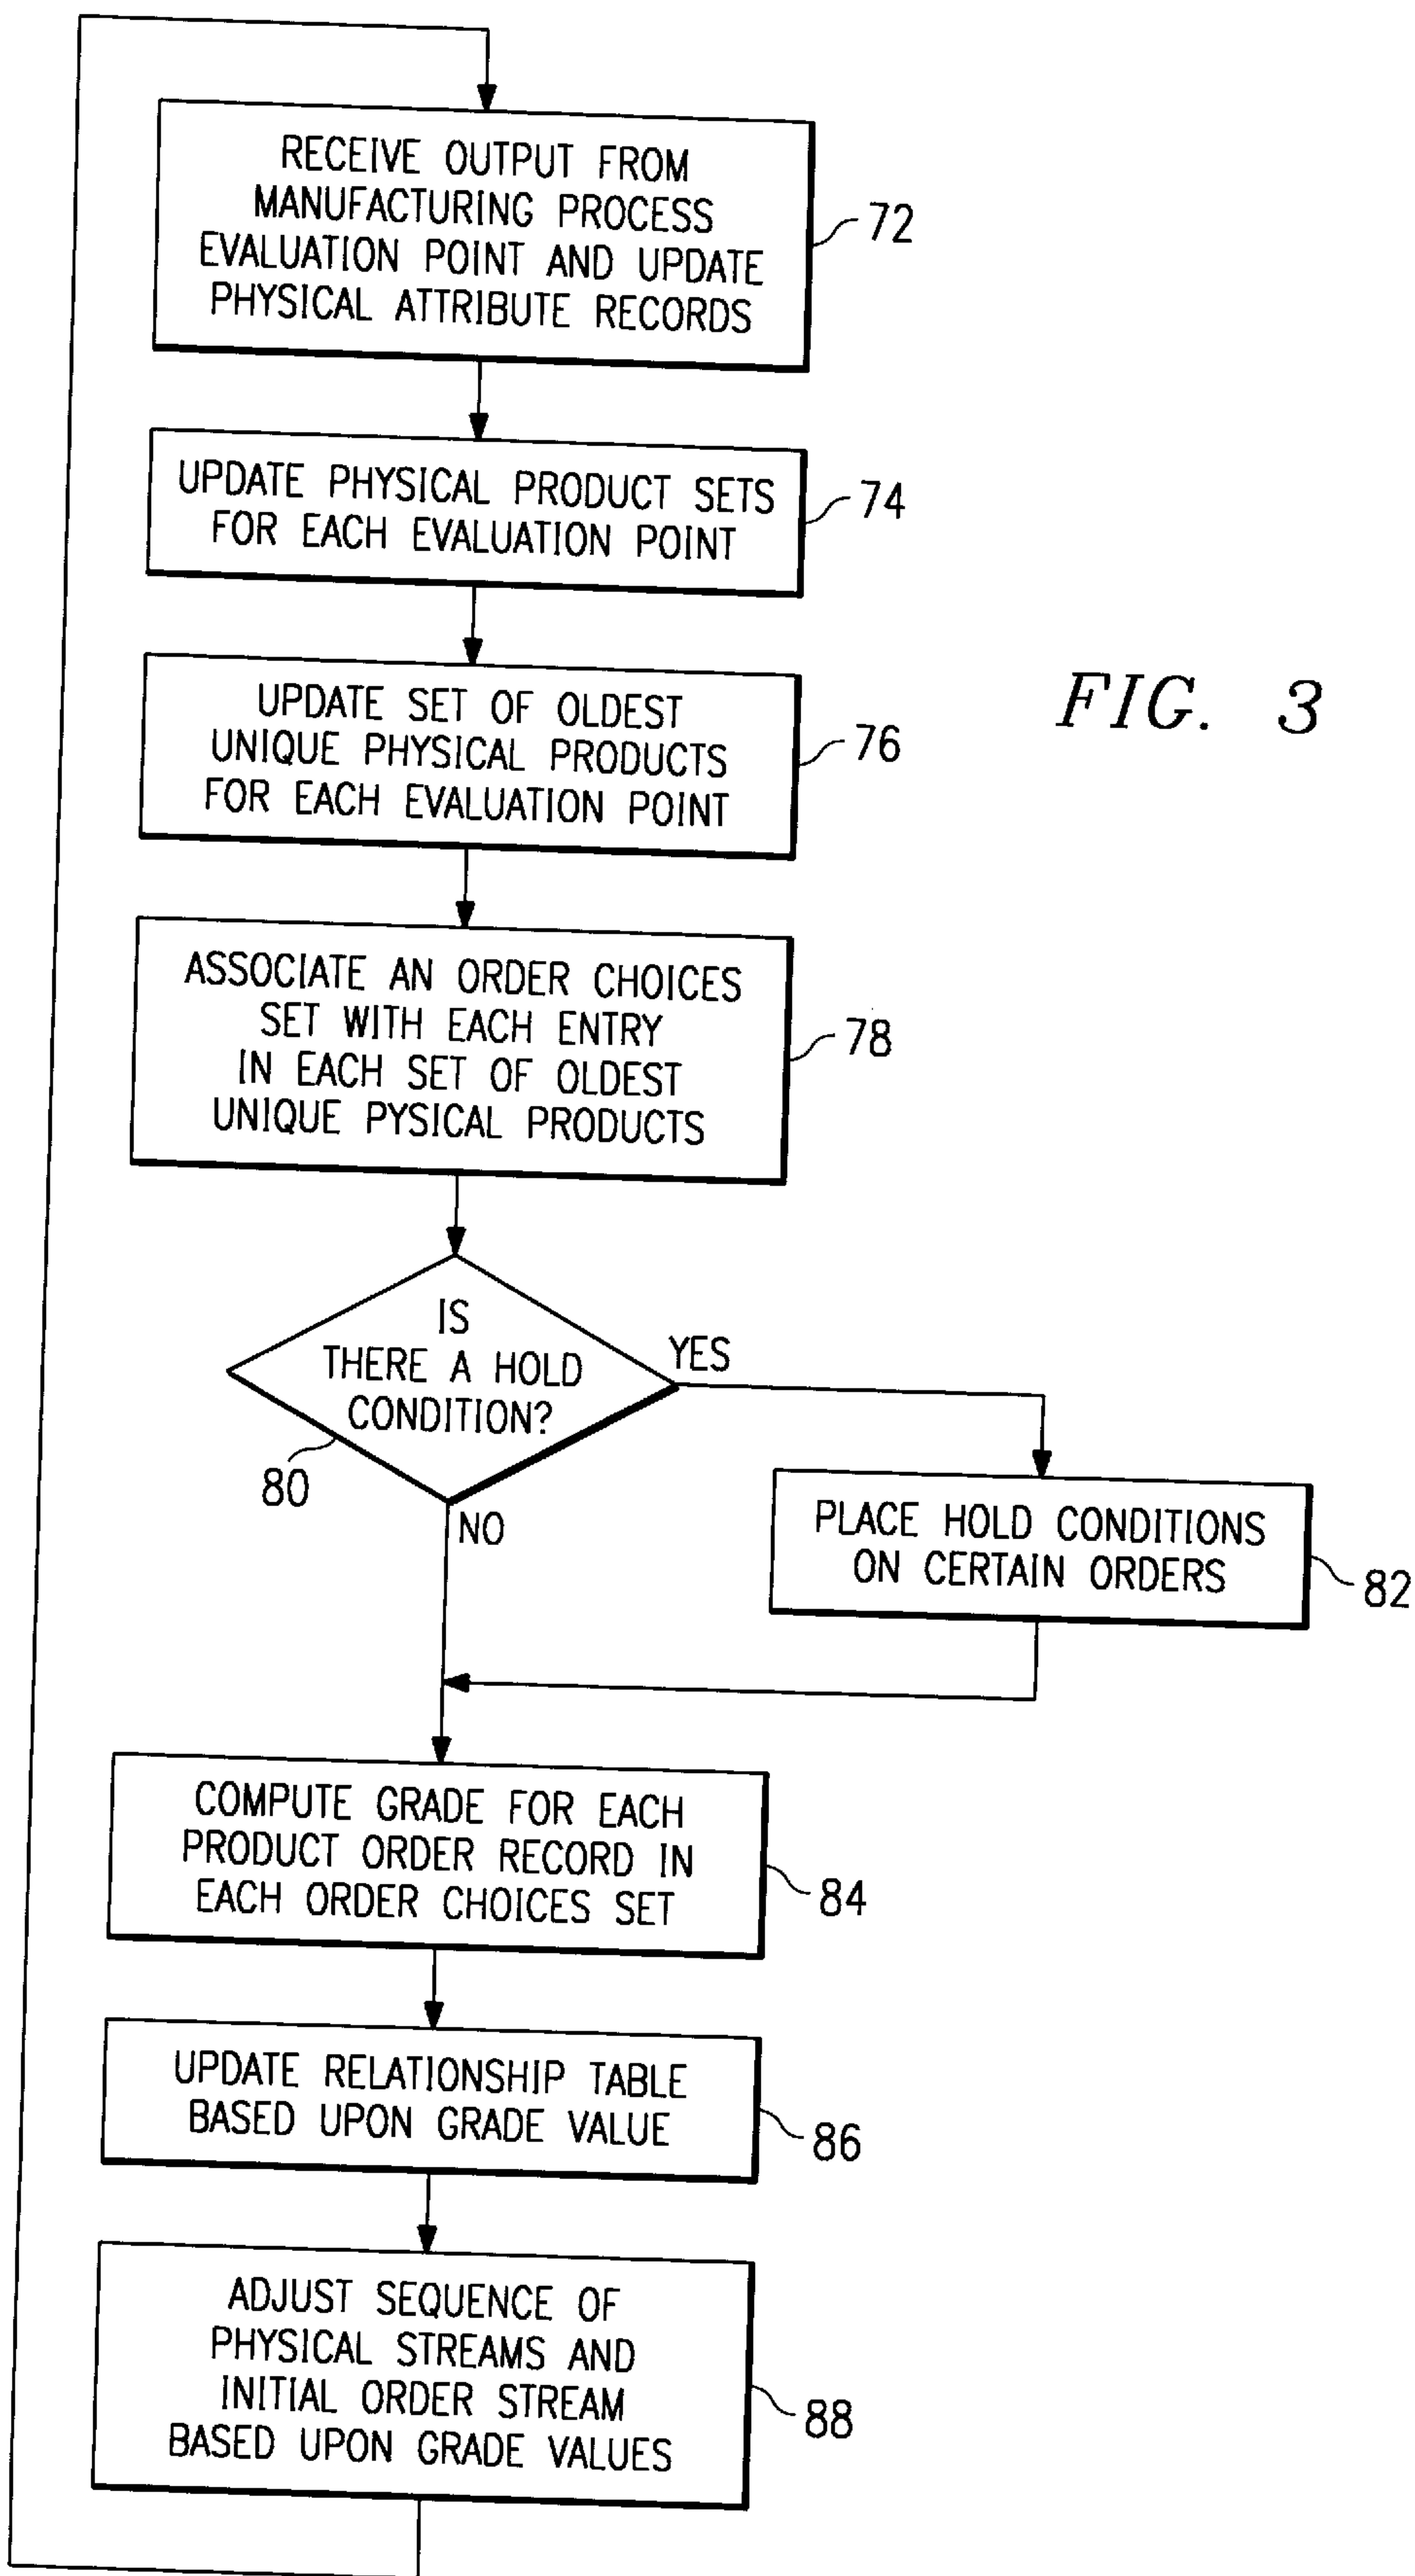 RECEIVE OUTPUT FROM
MANUFACTURING PROCESS
EVALUATION POINT AND UPDATE
PHYSICAL ATTRIBUTE RECORDS
72
UPDATE PHYSICAL PRODUCT SETS
FOR EACH EVALUATION POINT
74
UPDATE SET OF OLDEST
UNIQUE PHYSICAL PRODUCTS
FOR EACH EVALUATION POINT
76
FIG. 3
ASSOCIATE AN ORDER CHOICES
SET WITH EACH ENTRY
IN EACH SET OF OLDEST
UNIQUE PYSICAL PRODUCTS
78
IS
THERE A HOLD
CONDITION?
80
YES
NO
PLACE HOLD CONDITIONS
ON CERTAIN ORDERS
82
COMPUTE GRADE FOR EACH
PRODUCT ORDER RECORD IN
EACH ORDER CHOICES SET
84
UPDATE RELATIONSHIP TABLE
BASED UPON GRADE VALUE
86
ADJUST SEQUENCE OF
PHYSICAL STREAMS AND
INITIAL ORDER STREAM
BASED UPON GRADE VALUES
88